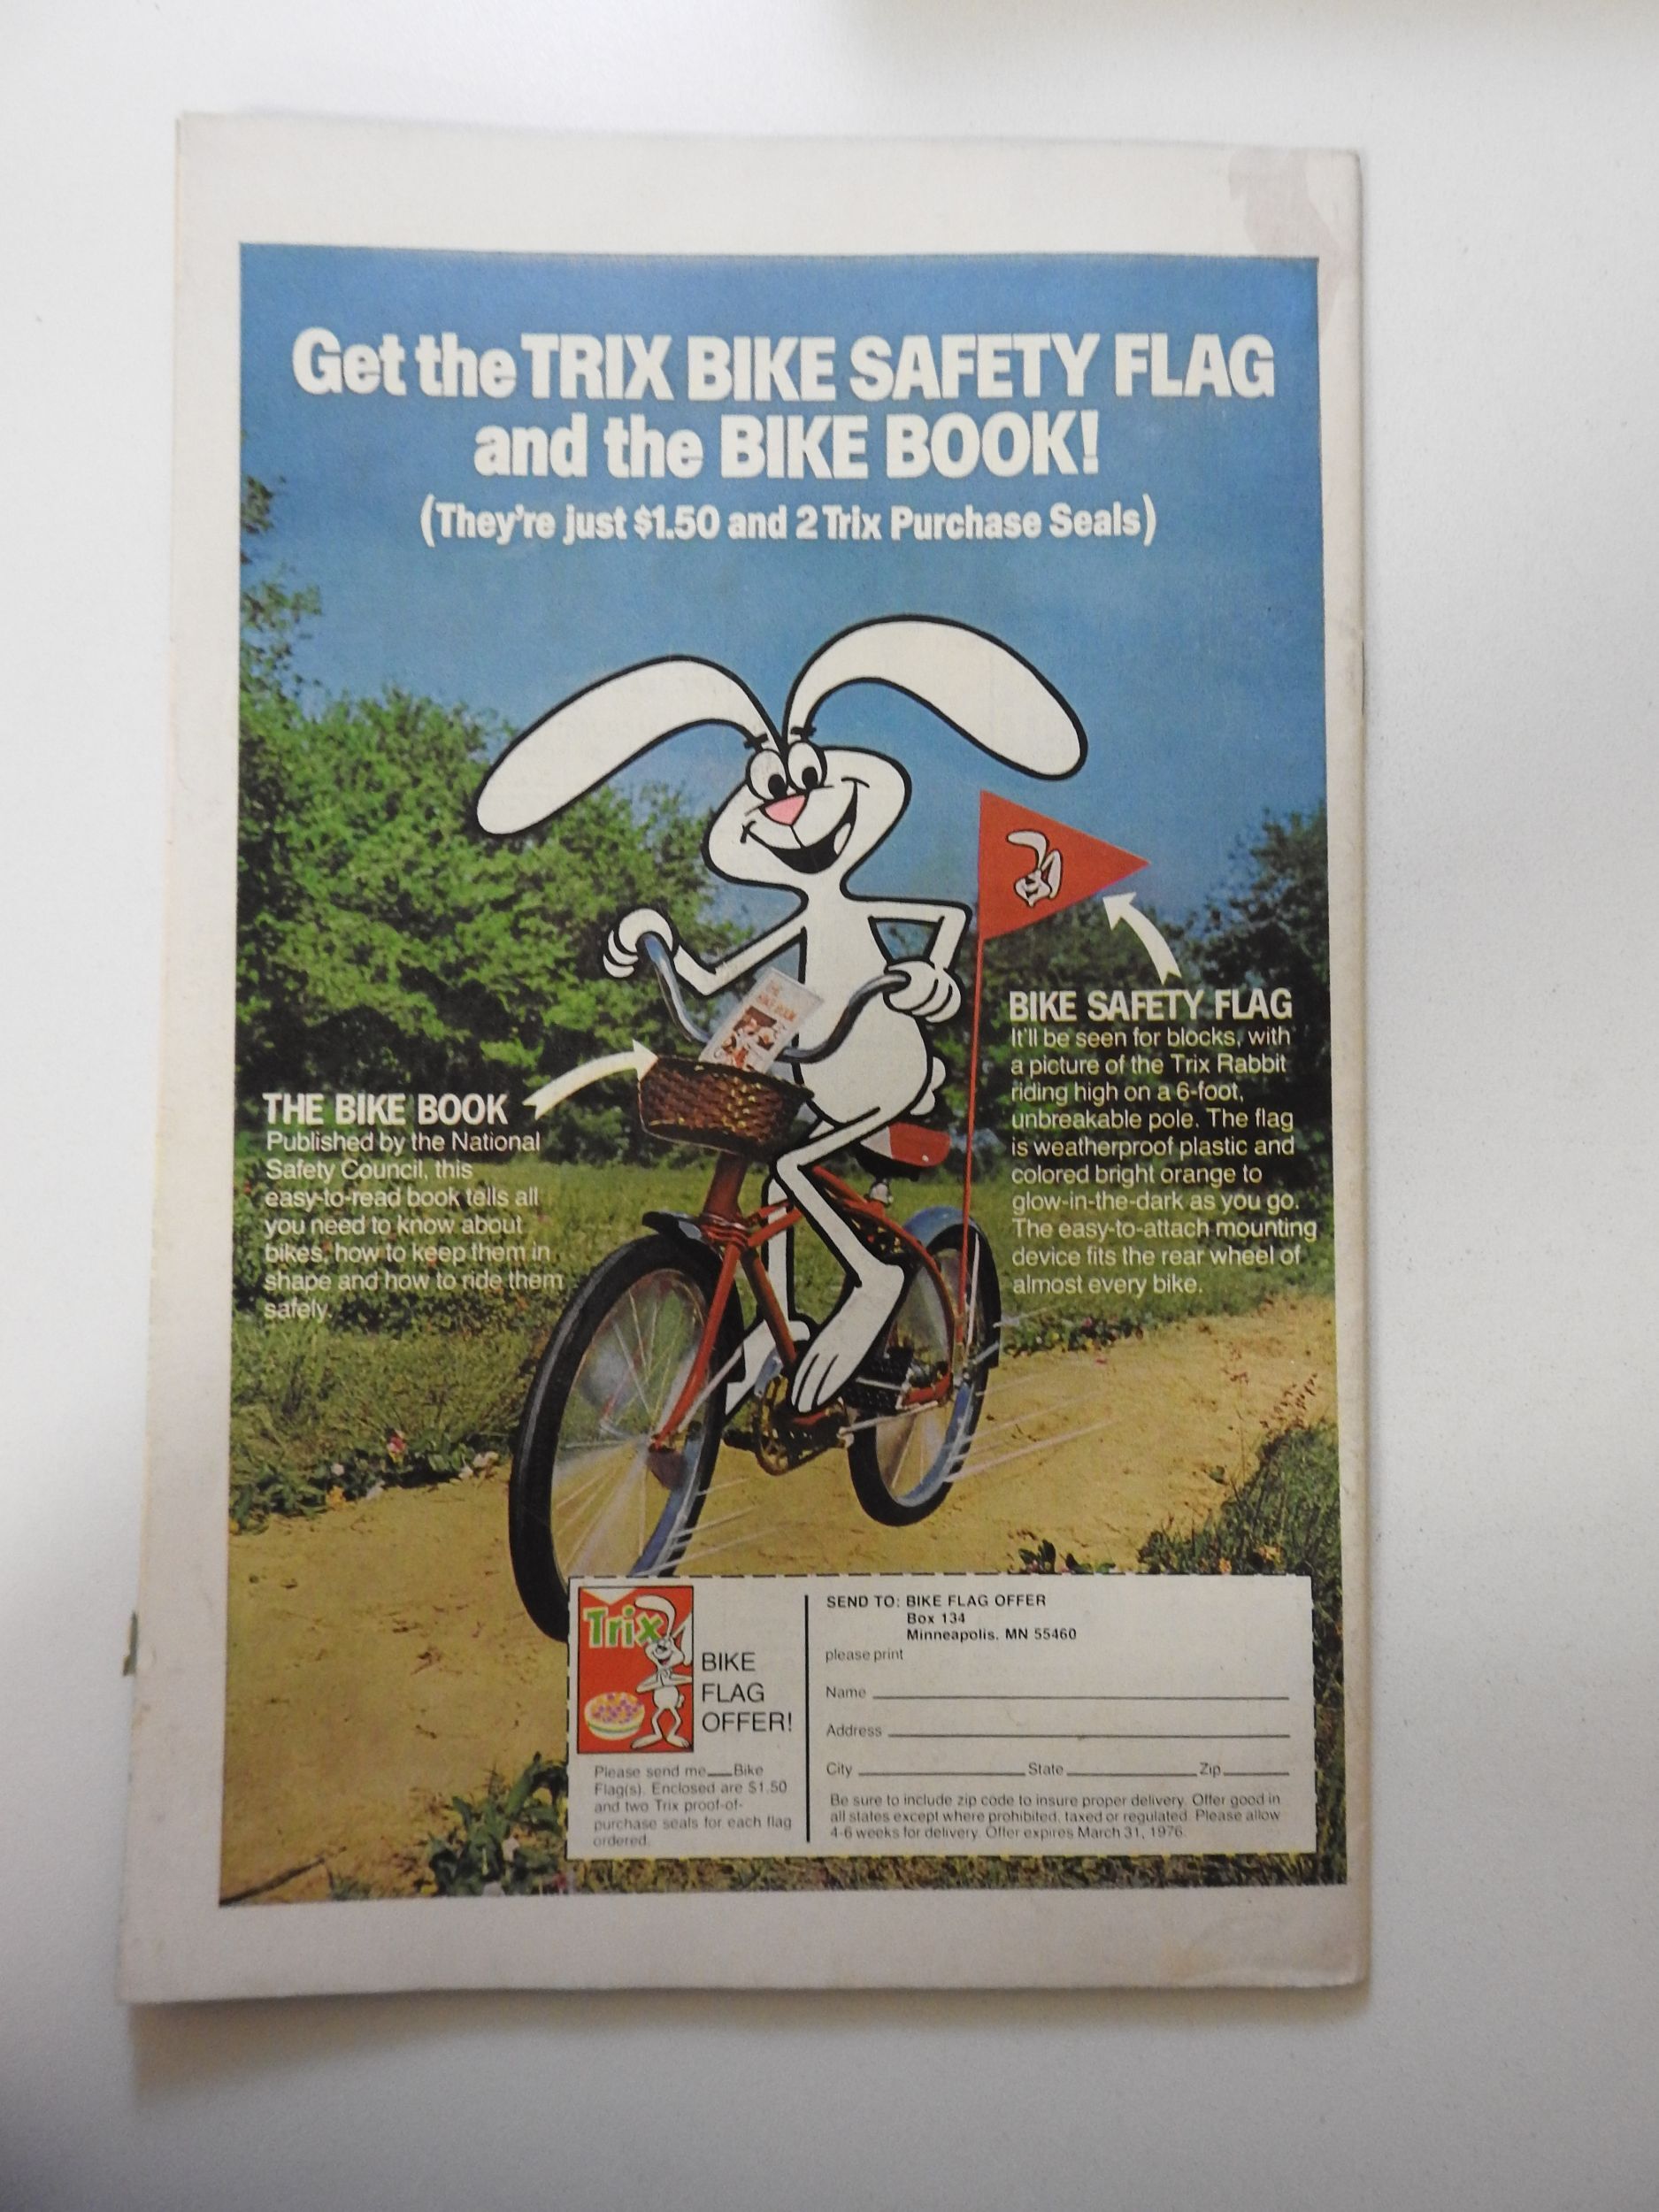 Get the TRIX BIKE SAFETY FLAG
and the BIKE BOOK!
(They're just $1.50 and 2 Trix Purchase Seals)
THE BIKE BOOK
THE BIKE BOOK
Published by the National
Safety Council, this
easy-to-read book tells all
you need to know about
bikes, how to keep them in
shape and how to ride them
safely.
BIKE SAFETY FLAG
It'll be seen for blocks, with
a picture of the Trix Rabbit
riding high on a 6-foot,
unbreakable pole. The flag
is weatherproof plastic and
colored bright orange to
glow-in-the-dark as you go.
The easy-to-attach mounting
device fits the rear wheel of
almost every bike.
Trix
BIKE
FLAG
OFFER!
Please send me___Bike
Flag(s). Enclosed are $1.50
and two Trix proof-of-
purchase seals for each flag
ordered.
SEND TO: BIKE FLAG OFFER
Box 134
Minneapolis, MN 55460
please print
Name
Address
City State Zip
Be sure to include zip code to insure proper delivery. Offer good in
all states except where prohibited, taxed or regulated. Please allow
4-6 weeks for delivery. Offer expires March 31, 1976.